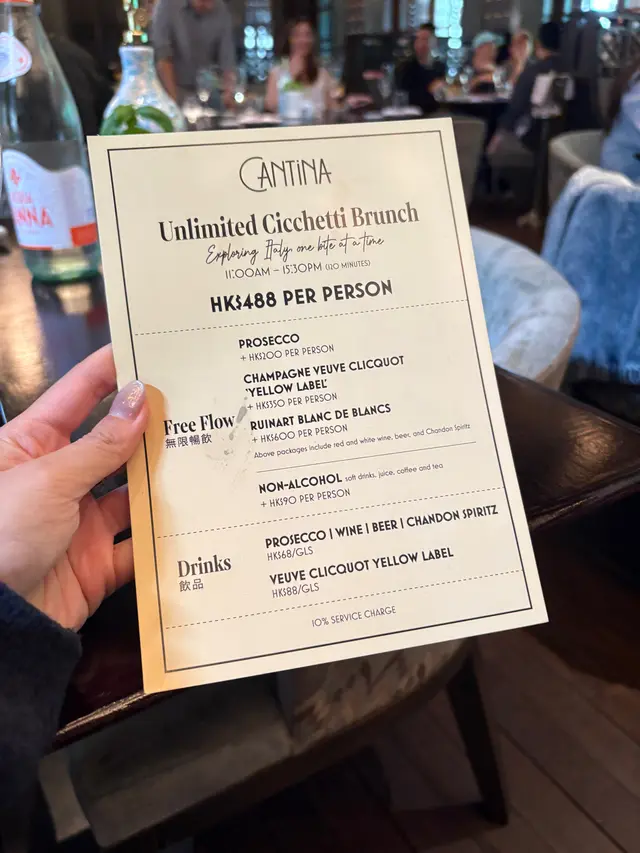 CANTINA
Unlimited Cicchetti Brunch
Exploring Italy one bite at a time
11:00AM – 15:30PM (120 MINUTES)
HK$488 PER PERSON
PROSECCO
+ HK$200 PER PERSON
CHAMPAGNE VEUVE CLICQUOT
'YELLOW LABEL'
+ HK$350 PER PERSON
Free Flow
無限暢飲
RUINART BLANC DE BLANCS
+ HK$600 PER PERSON
Above packages include red and white wine, beer, and Chandon Spiritz
NON-ALCOHOL soft drinks, juice, coffee and tea
+ HK$90 PER PERSON
Drinks
飲品
PROSECCO | WINE | BEER | CHANDON SPIRITZ
HK$68/GLS
VEUVE CLICQUOT YELLOW LABEL
HK$88/GLS
10% SERVICE CHARGE